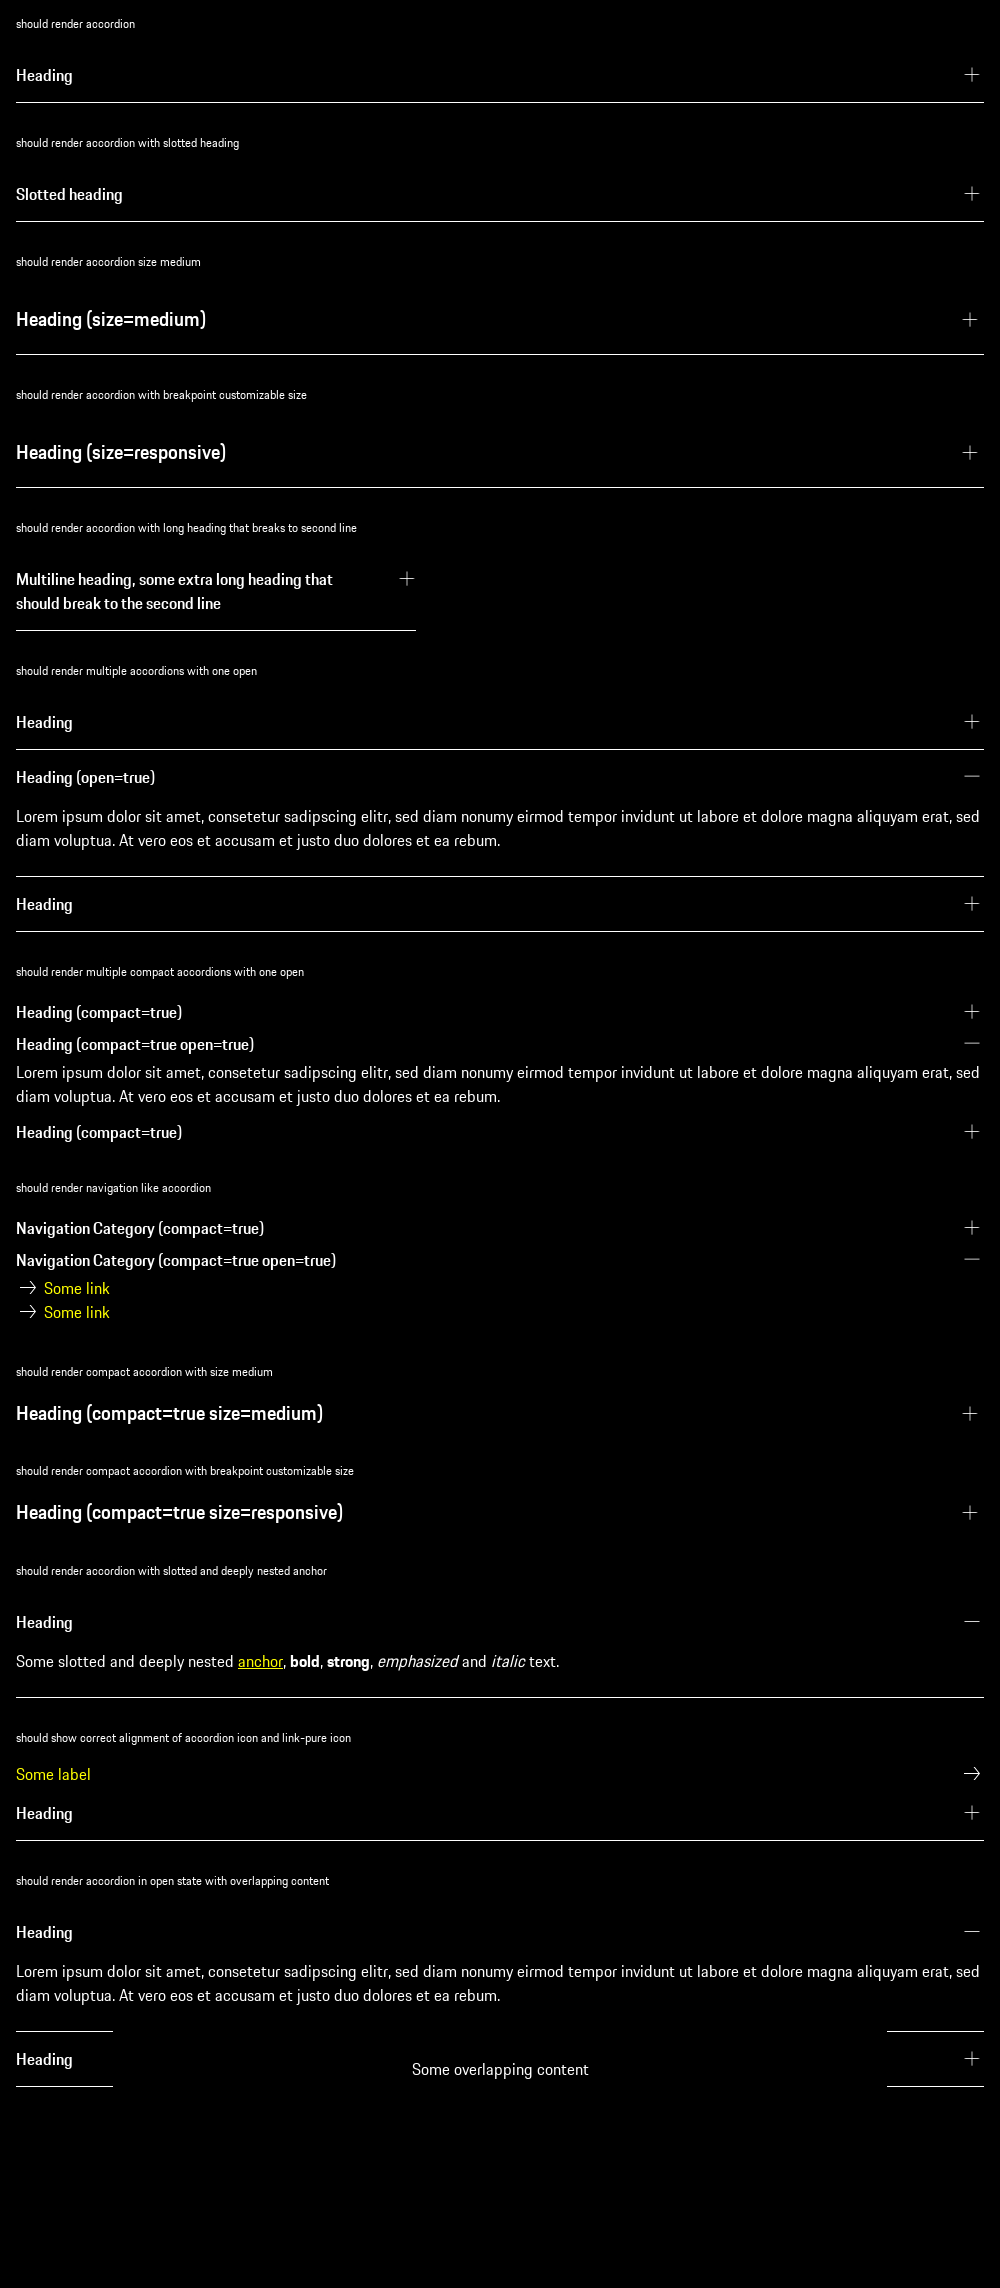 should render accordion
Heading
should render accordion with slotted heading
Slotted heading
should render accordion size medium
Heading (size=medium)
should render accordion with breakpoint customizable size
Heading (size=responsive)
should render accordion with long heading that breaks to second line
Multiline heading, some extra long heading that
should break to the second line
should render multiple accordions with one open
Heading
Heading (open=true)
Lorem ipsum dolor sit amet, consetetur sadipscing elitr, sed diam nonumy eirmod tempor invidunt ut labore et dolore magna aliquyam erat, sed
diam voluptua. At vero eos et accusam et justo duo dolores et ea rebum.
Heading
should render multiple compact accordions with one open
Heading (compact=true)
Heading (compact=true open=true)
Lorem ipsum dolor sit amet, consetetur sadipscing elitr, sed diam nonumy eirmod tempor invidunt ut labore et dolore magna aliquyam erat, sed
diam voluptua. At vero eos et accusam et justo duo dolores et ea rebum.
Heading (compact=true)
should render navigation like accordion
Navigation Category (compact=true)
Navigation Category (compact=true open=true)
Some link
Some link
should render compact accordion with size medium
Heading (compact=true size=medium)
should render compact accordion with breakpoint customizable size
Heading (compact=true size=responsive)
should render accordion with slotted and deeply nested anchor
Heading
Some slotted and deeply nested anchor, bold, strong, emphasized and italic text.
should show correct alignment of accordion icon and link-pure icon
Some label
Heading
should render accordion in open state with overlapping content
Heading
Lorem ipsum dolor sit amet, consetetur sadipscing elitr, sed diam nonumy eirmod tempor invidunt ut labore et dolore magna aliquyam erat, sed
diam voluptua. At vero eos et accusam et justo duo dolores et ea rebum.
Heading
Some overlapping content